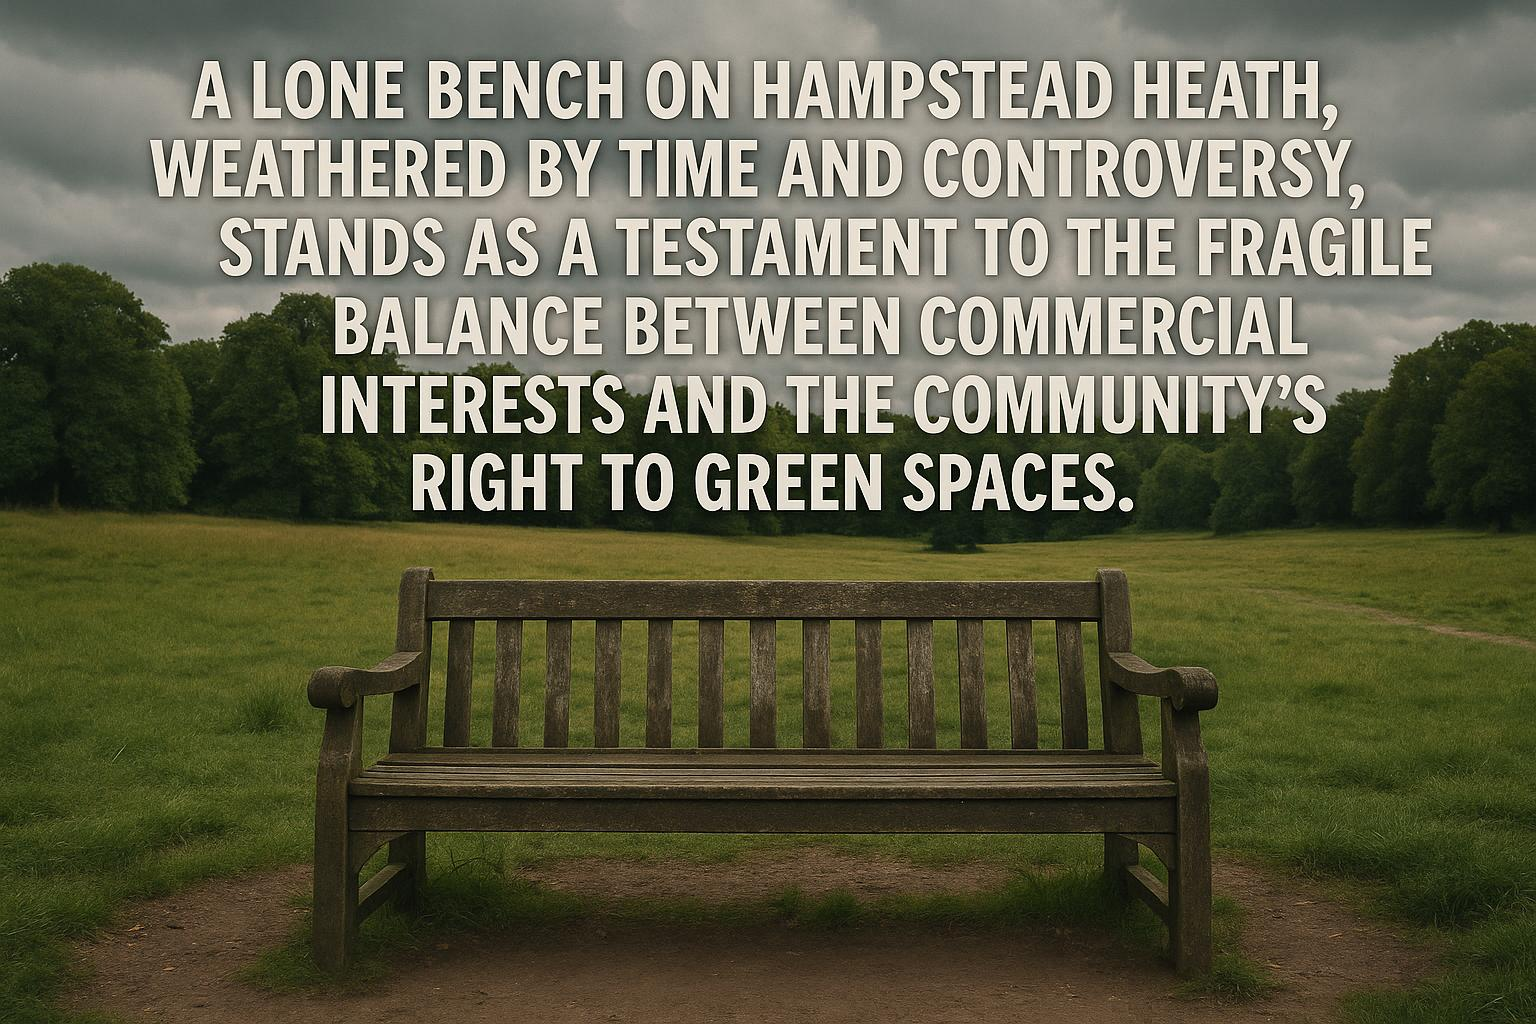 A LONE BENCH ON HAMPSTEAD HEATH,
WEATHERED BY TIME AND CONTROVERSY,
STANDS AS A TESTAMENT TO THE FRAGILE
BALANCE BETWEEN COMMERCIAL
INTERESTS AND THE COMMUNITY’S
RIGHT TO GREEN SPACES.